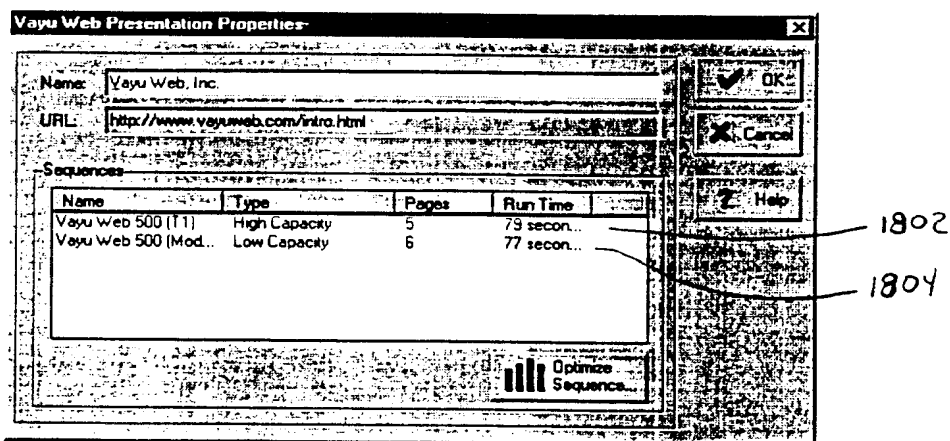 Vayu Web Presentation Properties-
Name: Vayu Web, Inc.
OK
URL: http://www.vayuweb.com/intro.html
Cancel
Sequences
? Help
Name Type Pages Run Time
Vayu Web 500 (T1) High Capacity 5 79 secon... 1802
Vayu Web 500 (Mod... Low Capacity 6 77 secon... 1804
Optimize
Sequence...